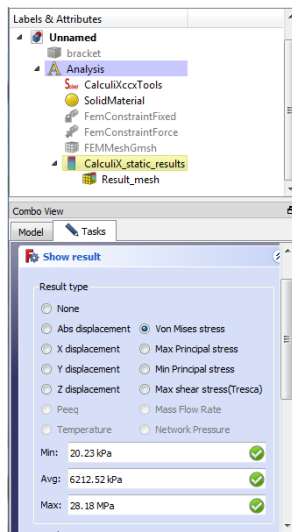 Labels & Attributes
Unnamed
bracket
Analysis
CalculiXccxTools
SolidMaterial
FemConstraintFixed
FemConstraintForce
FEMMeshGmsh
CalculiX_static_results
Result_mesh
Combo View
Model Tasks
Show result
Result type
None
Abs displacement Von Mises stress
X displacement Max Principal stress
Y displacement Min Principal stress
Z displacement Max shear stress(Tresca)
Peeq Mass Flow Rate
Temperature Network Pressure
Min: 20.23 kPa
Avg: 6212.52 kPa
Max: 28.18 MPa